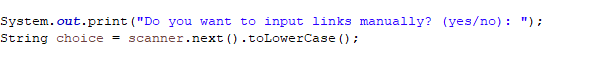 System.out.print("Do you want to input links manually? (yes/no): ");
String choice = scanner.next().toLowerCase();